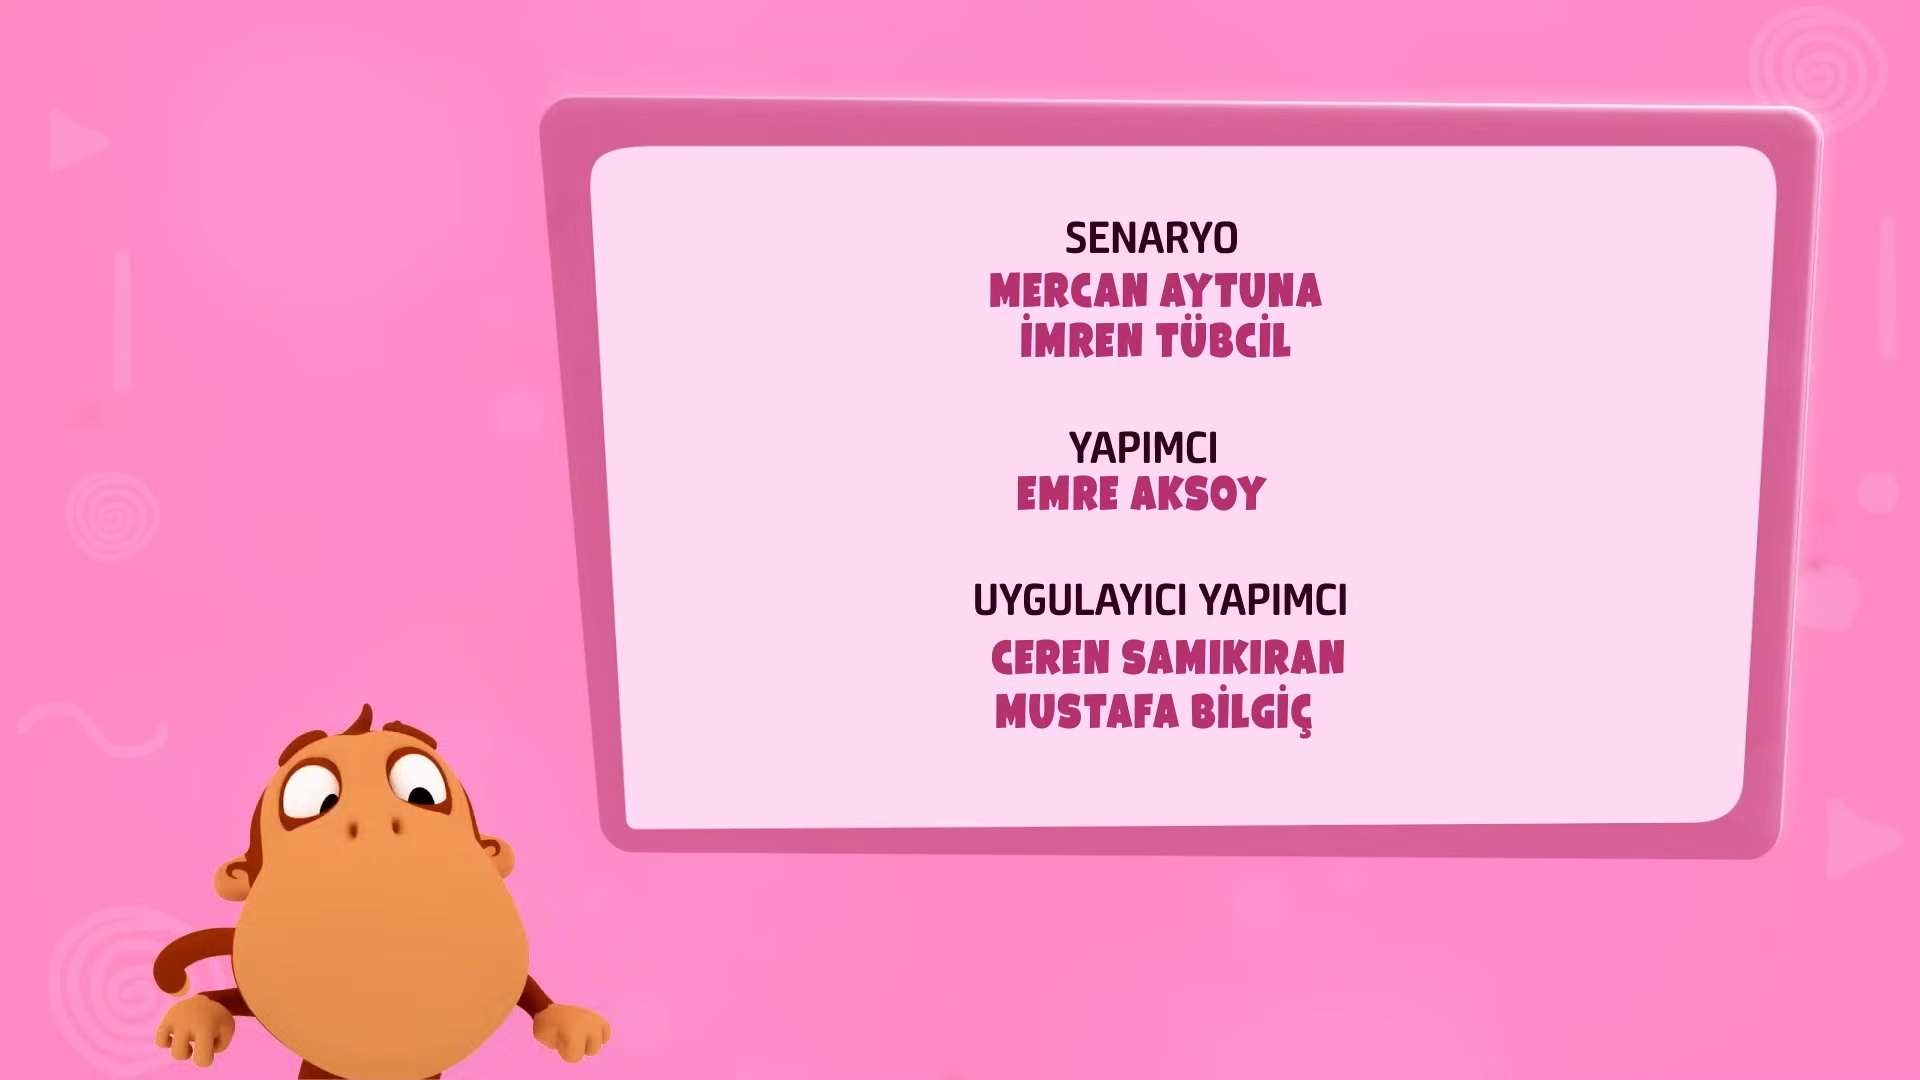 SENARYO
MERCAN AYTUNA
İMREN TÜBCİL
YAPIMCI
EMRE AKSOY
UYGULAYICI YAPIMCI
CEREN SAMIKIRAN
MUSTAFA BİLGİÇ